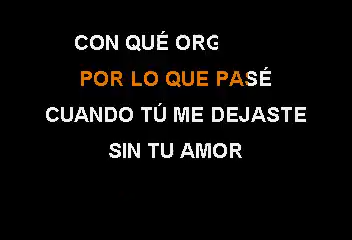 CON QUÉ ORG
POR LO QUE PASÉ
CUANDO TÚ ME DEJASTE
SIN TU AMOR